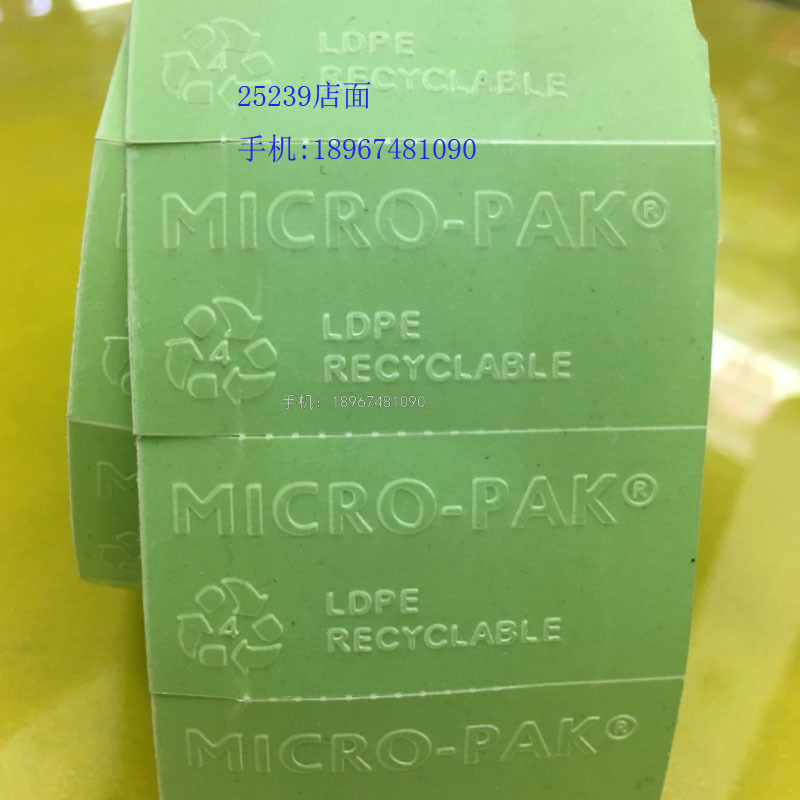 4
LDPE
RECYCLABLE
25239店面
手机:18967481090
MICRO-PAK®
4
LDPE
RECYCLABLE
手机: 18967481090
MICRO-PAK®
4
LDPE
RECYCLABLE
MICRO-PAK®